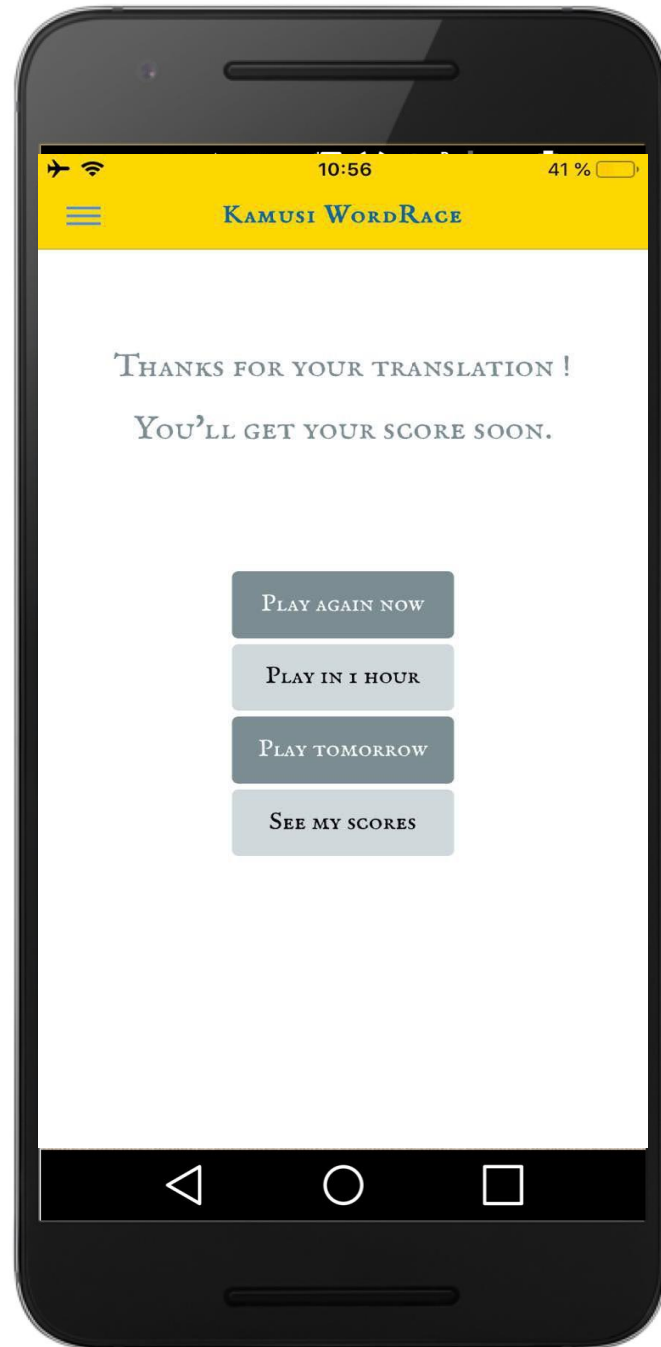 10:56
41 %
Kamusi WordRace
Thanks for your translation !
You'll get your score soon.
Play again now
Play in 1 hour
Play tomorrow
See my scores